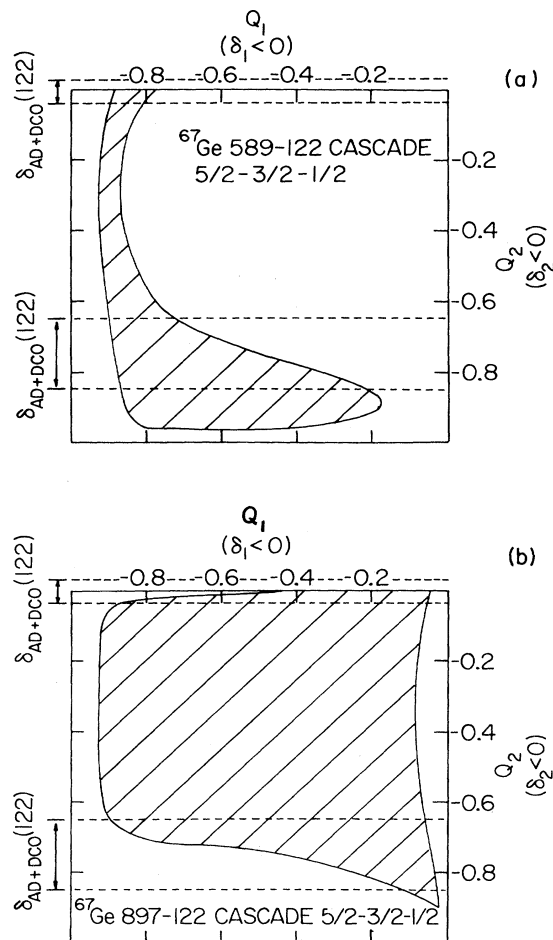 Q₁
(δ₁<0)
-0.8 -0.6 -0.4 -0.2
(a)
δAD+DCO(122)
⁶⁷Ge 589-122 CASCADE
5/2-3/2-1/2
-0.2
-0.4
Q₂
(δ₂<0)
-0.6
-0.8
δAD+DCO(122)
Q₁
(δ₁<0)
-0.8 -0.6 -0.4 -0.2
(b)
δAD+DCO(122)
-0.2
-0.4
Q₂
(δ₂<0)
-0.6
-0.8
δAD+DCO(122)
⁶⁷Ge 897-122 CASCADE 5/2-3/2-1/2